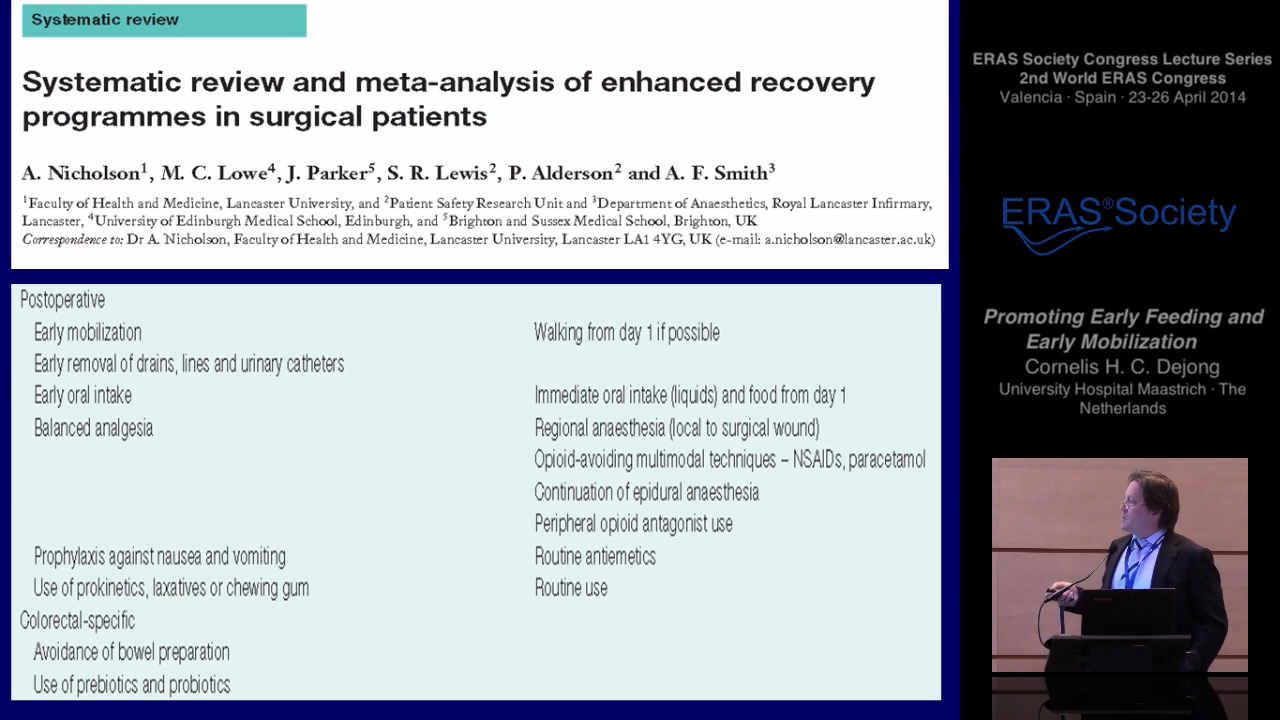 Systematic review
Systematic review and meta-analysis of enhanced recovery
programmes in surgical patients
A. Nicholson1, M. C. Lowe4, J. Parker5, S. R. Lewis2, P. Alderson2 and A. F. Smith3
1Faculty of Health and Medicine, Lancaster University, and 2Patient Safety Research Unit and 3Department of Anaesthetics, Royal Lancaster Infirmary,
Lancaster, 4University of Edinburgh Medical School, Edinburgh, and 5Brighton and Sussex Medical School, Brighton, UK
Correspondence to: Dr A. Nicholson, Faculty of Health and Medicine, Lancaster University, Lancaster LA1 4YG, UK (e-mail: a.nicholson@lancaster.ac.uk)
Postoperative
Early mobilization Walking from day 1 if possible
Early removal of drains, lines and urinary catheters
Early oral intake Immediate oral intake (liquids) and food from day 1
Balanced analgesia Regional anaesthesia (local to surgical wound)
Opioid-avoiding multimodal techniques – NSAIDs, paracetamol
Continuation of epidural anaesthesia
Peripheral opioid antagonist use
Prophylaxis against nausea and vomiting Routine antiemetics
Use of prokinetics, laxatives or chewing gum Routine use
Colorectal-specific
Avoidance of bowel preparation
Use of prebiotics and probiotics
ERAS Society Congress Lecture Series
2nd World ERAS Congress
Valencia · Spain · 23-26 April 2014
ERAS®Society
Promoting Early Feeding and
Early Mobilization
Cornelis H. C. Dejong
University Hospital Maastrich · The
Netherlands